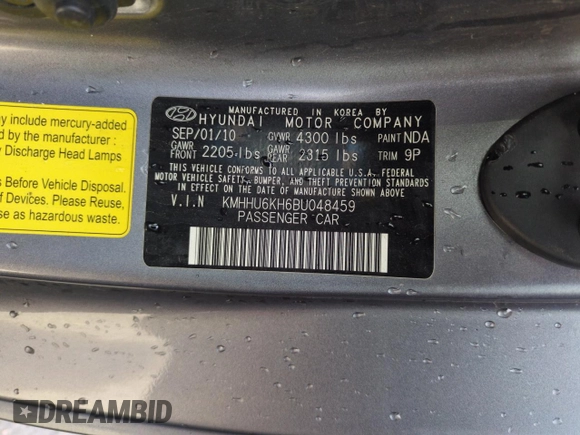 y include mercury-added
d by the manufacturer :
y Discharge Head Lamps
s Before Vehicle Disposal.
of Devices. Please Reuse,
se as hazardous waste.
MANUFACTURED IN KOREA BY
HYUNDAI MOTOR COMPANY
SEP/01/10 GVWR 4300 lbs PAINT NDA
GAWR FRONT 2205 lbs GAWR REAR 2315 lbs TRIM 9P
THIS VEHICLE CONFORMS TO ALL APPLICABLE U.S.A. FEDERAL
MOTOR VEHICLE SAFETY, BUMPER, AND THEFT PREVENTION
STANDARDS IN EFFECT ON THE DATE OF MANUFACTURE SHOWN ABOVE
V.I.N KMHHU6KH6BU048459
PASSENGER CAR
DREAMBID